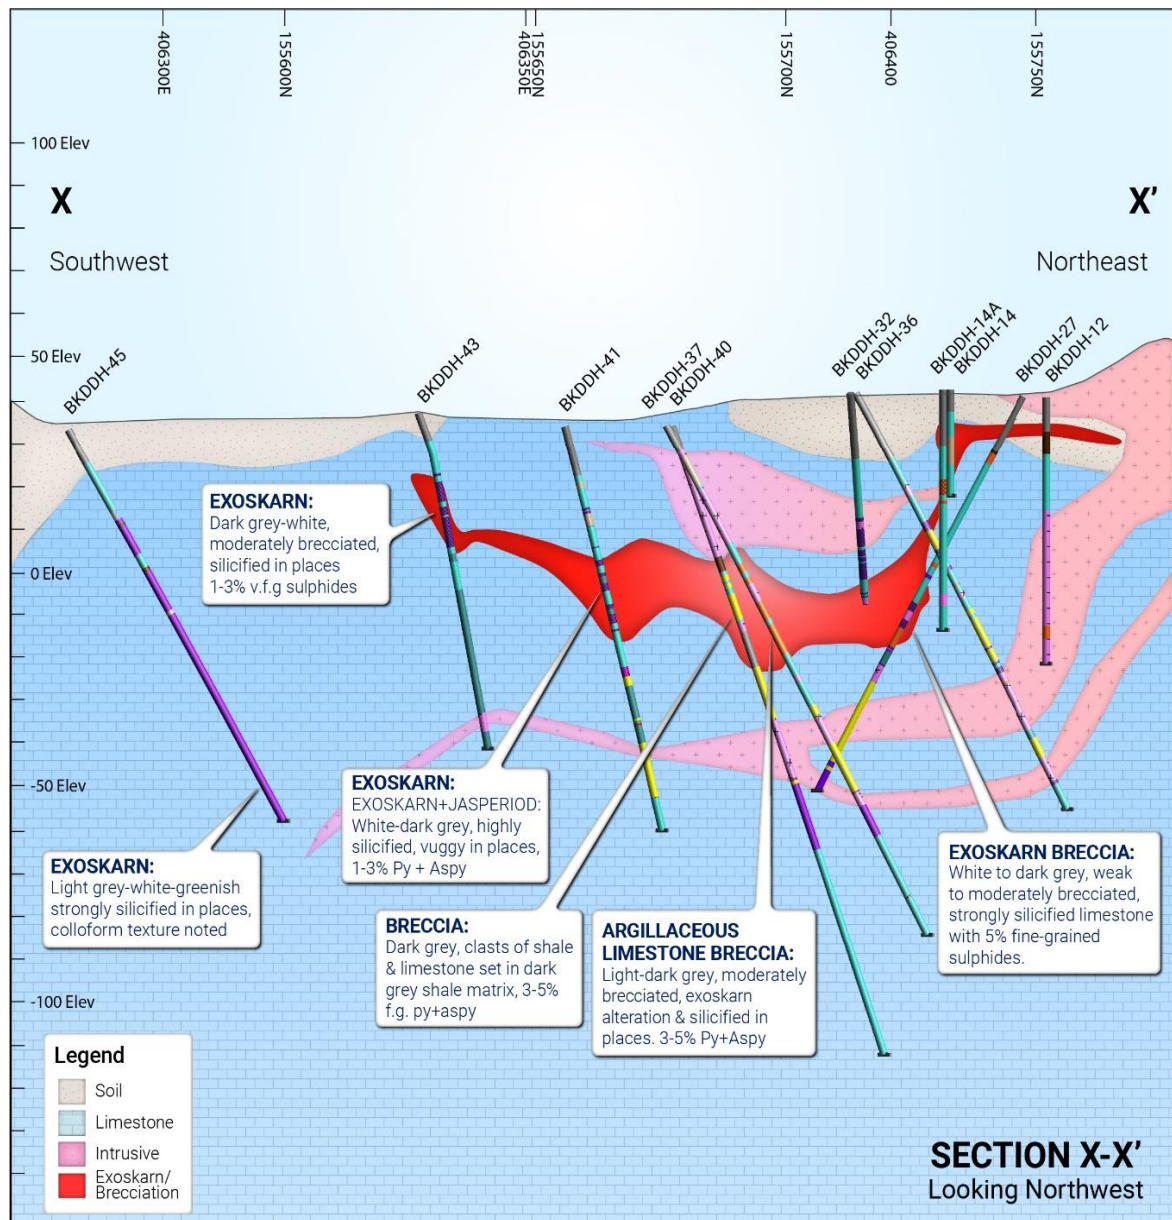 406300E
155600N
406350E
155650N
155700N
406400
155750N
100 Elev
X
X’
Southwest
Northeast
50 Elev
BKDDH-45
BKDDH-43
BKDDH-41
BKDDH-37
BKDDH-40
BKDDH-32
BKDDH-36
BKDDH-14A
BKDDH-14
BKDDH-27
BKDDH-12
EXOSKARN:
Dark grey-white,
moderately brecciated,
silicified in places
1-3% v.f.g sulphides
0 Elev
-50 Elev
EXOSKARN:
EXOSKARN+JASPERIOD:
White-dark grey, highly
silicified, vuggy in places,
1-3% Py + Aspy
EXOSKARN:
Light grey-white-greenish
strongly silicified in places,
colloform texture noted
BRECCIA:
Dark grey, clasts of shale
& limestone set in dark
grey shale matrix, 3-5%
f.g. py+aspy
ARGILLACEOUS
LIMESTONE BRECCIA:
Light-dark grey, moderately
brecciated, exoskarn
alteration & silicified in
places. 3-5% Py+Aspy
EXOSKARN BRECCIA:
White to dark grey, weak
to moderately brecciated,
strongly silicified limestone
with 5% fine-grained
sulphides.
-100 Elev
Legend
Soil
Limestone
Intrusive
Exoskarn/
Brecciation
SECTION X-X’
Looking Northwest